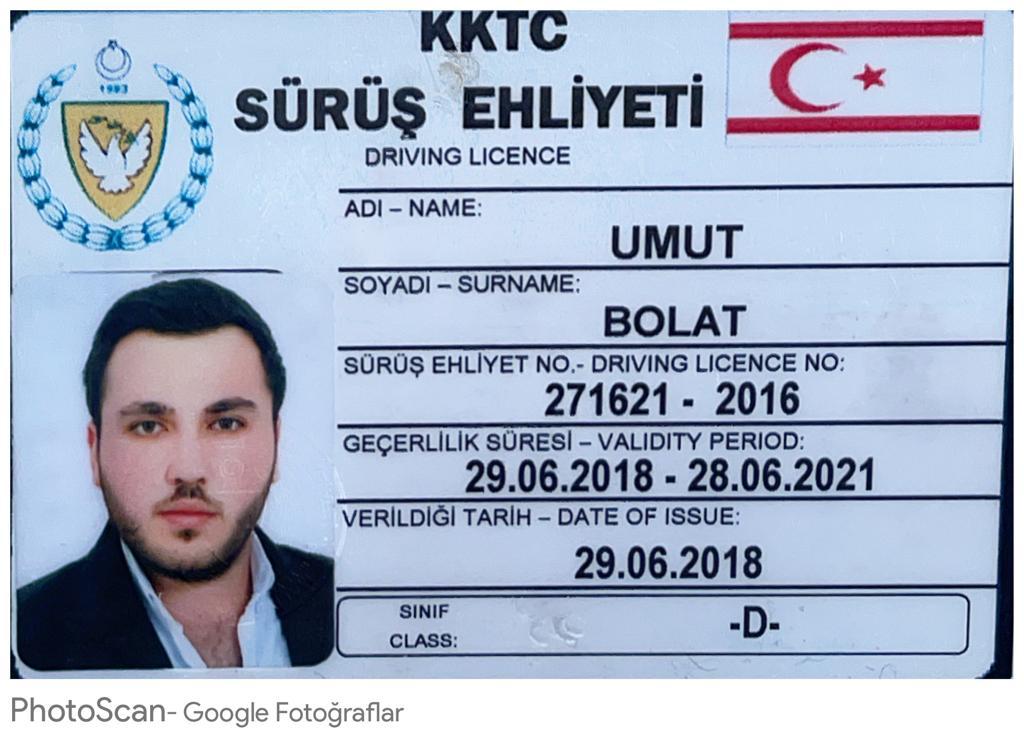 KKTC
SÜRÜŞ EHLİYETİ
DRIVING LICENCE
1983
ADI – NAME:
UMUT
SOYADI – SURNAME:
BOLAT
SÜRÜŞ EHLİYET NO.- DRIVING LICENCE NO:
271621 - 2016
GEÇERLİLİK SÜRESİ – VALIDITY PERIOD:
29.06.2018 - 28.06.2021
VERİLDİĞİ TARİH – DATE OF ISSUE:
29.06.2018
SINIF
CLASS:
-D-
PhotoScan- Google Fotoğraflar